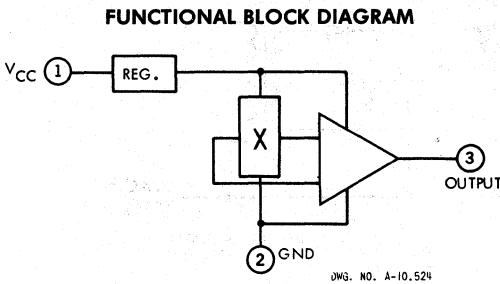 FUNCTIONAL BLOCK DIAGRAM
VCC 1
REG.
X
3
OUTPUT
2 GND
DWG. NO. A-10,524